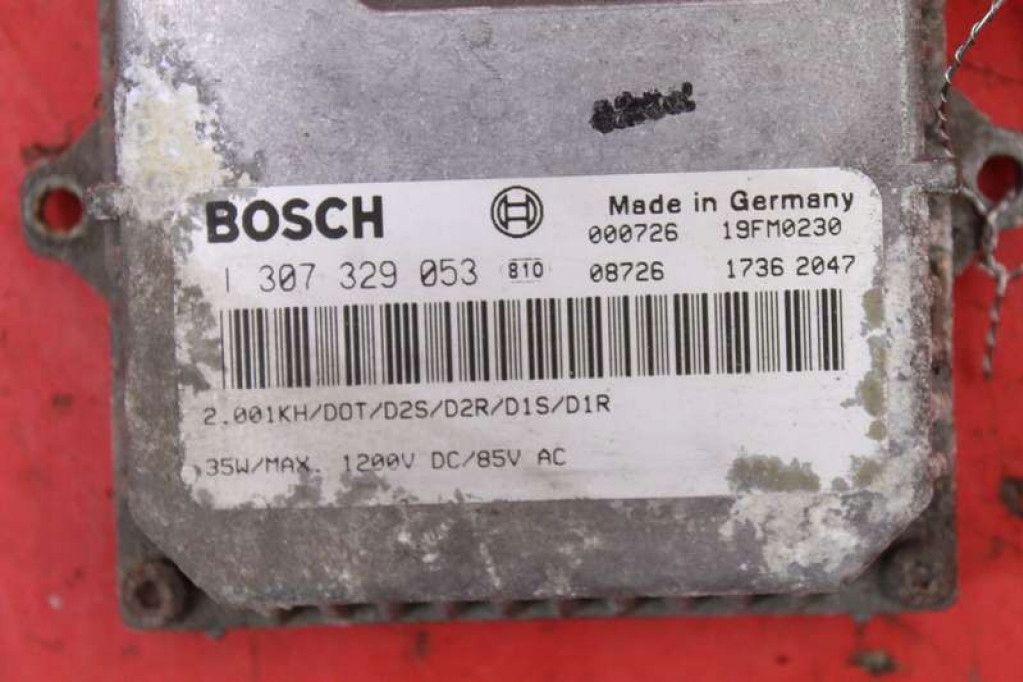 BOSCH Made in Germany
000726 19FM0230
1 307 329 053 810 08726 1736 2047
2.001KH/DOT/D2S/D2R/D1S/D1R
35W/MAX. 1200V DC/85V AC